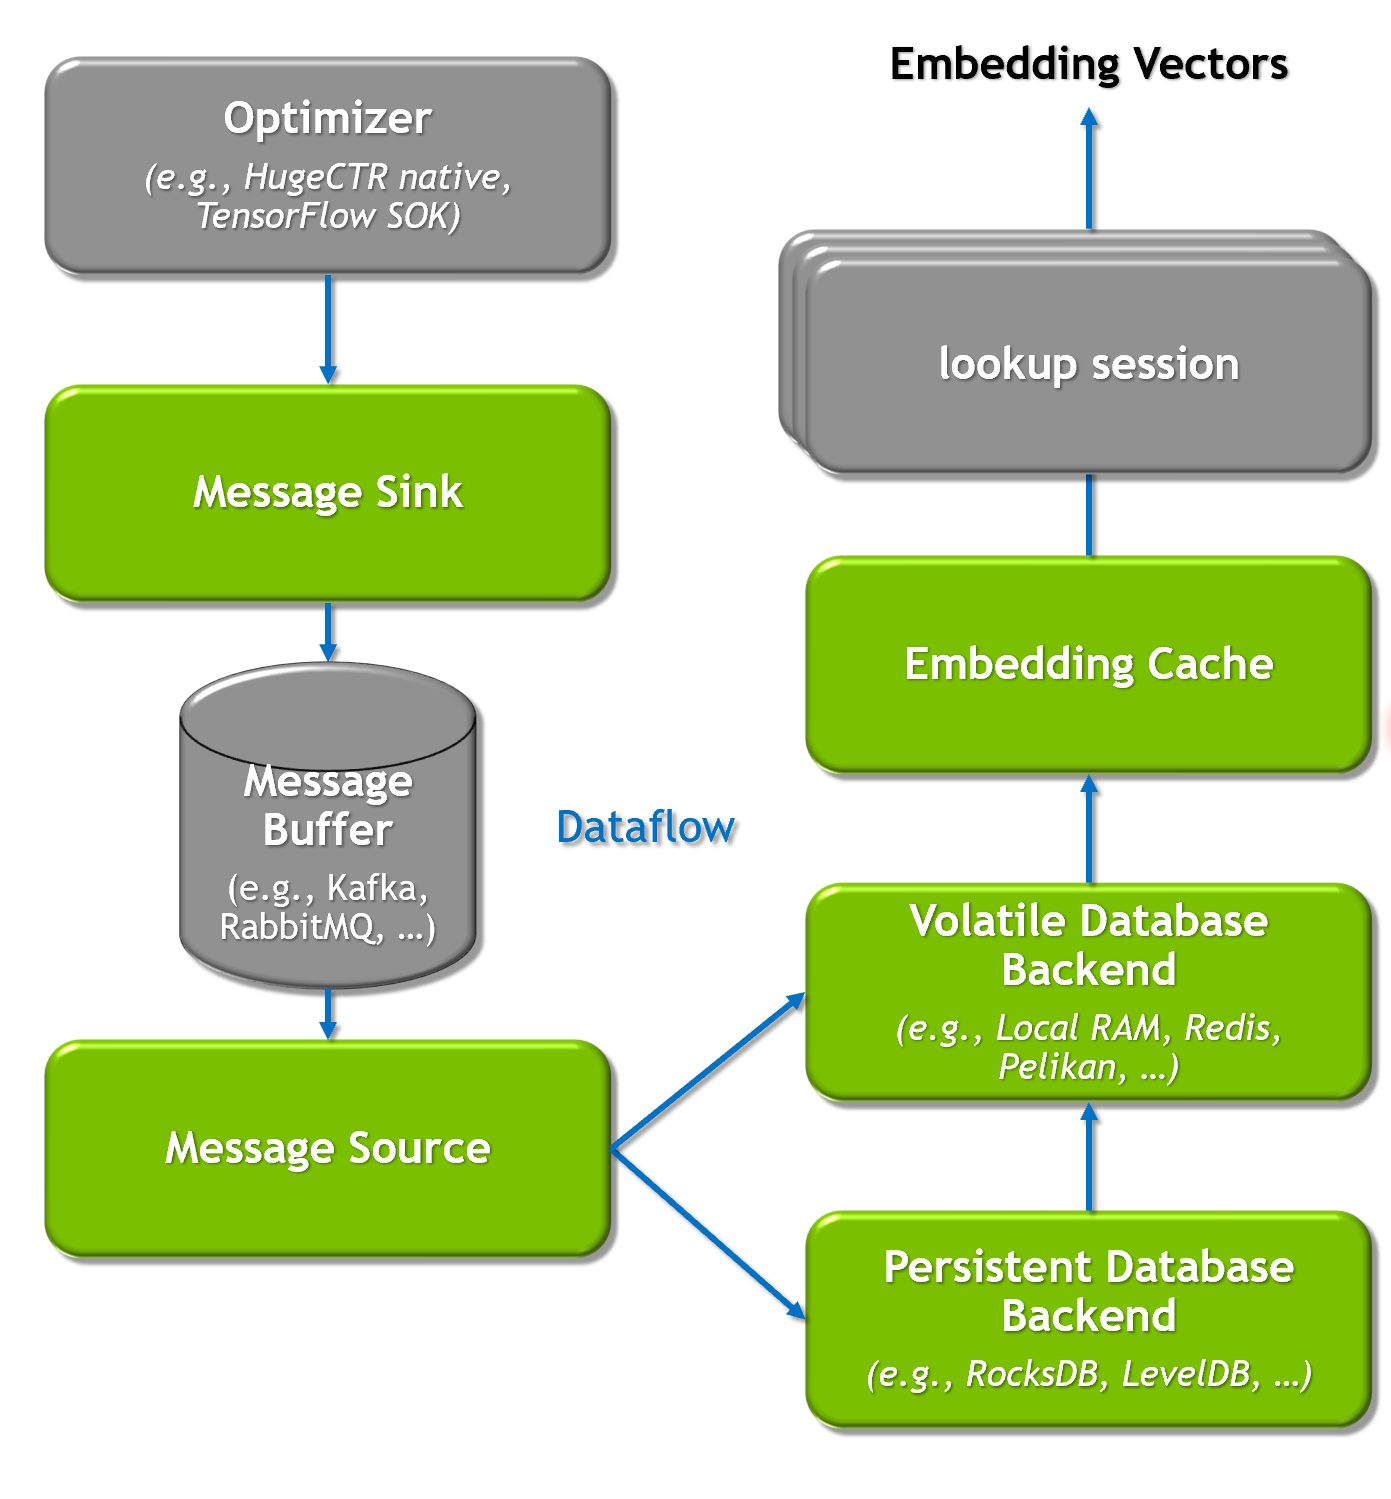 Optimizer
(e.g., HugeCTR native,
TensorFlow SOK)
Message Sink
Message
Buffer
(e.g., Kafka,
RabbitMQ, …)
Message Source
Dataflow
Embedding Vectors
lookup session
Embedding Cache
Volatile Database
Backend
(e.g., Local RAM, Redis,
Pelikan, …)
Persistent Database
Backend
(e.g., RocksDB, LevelDB, …)